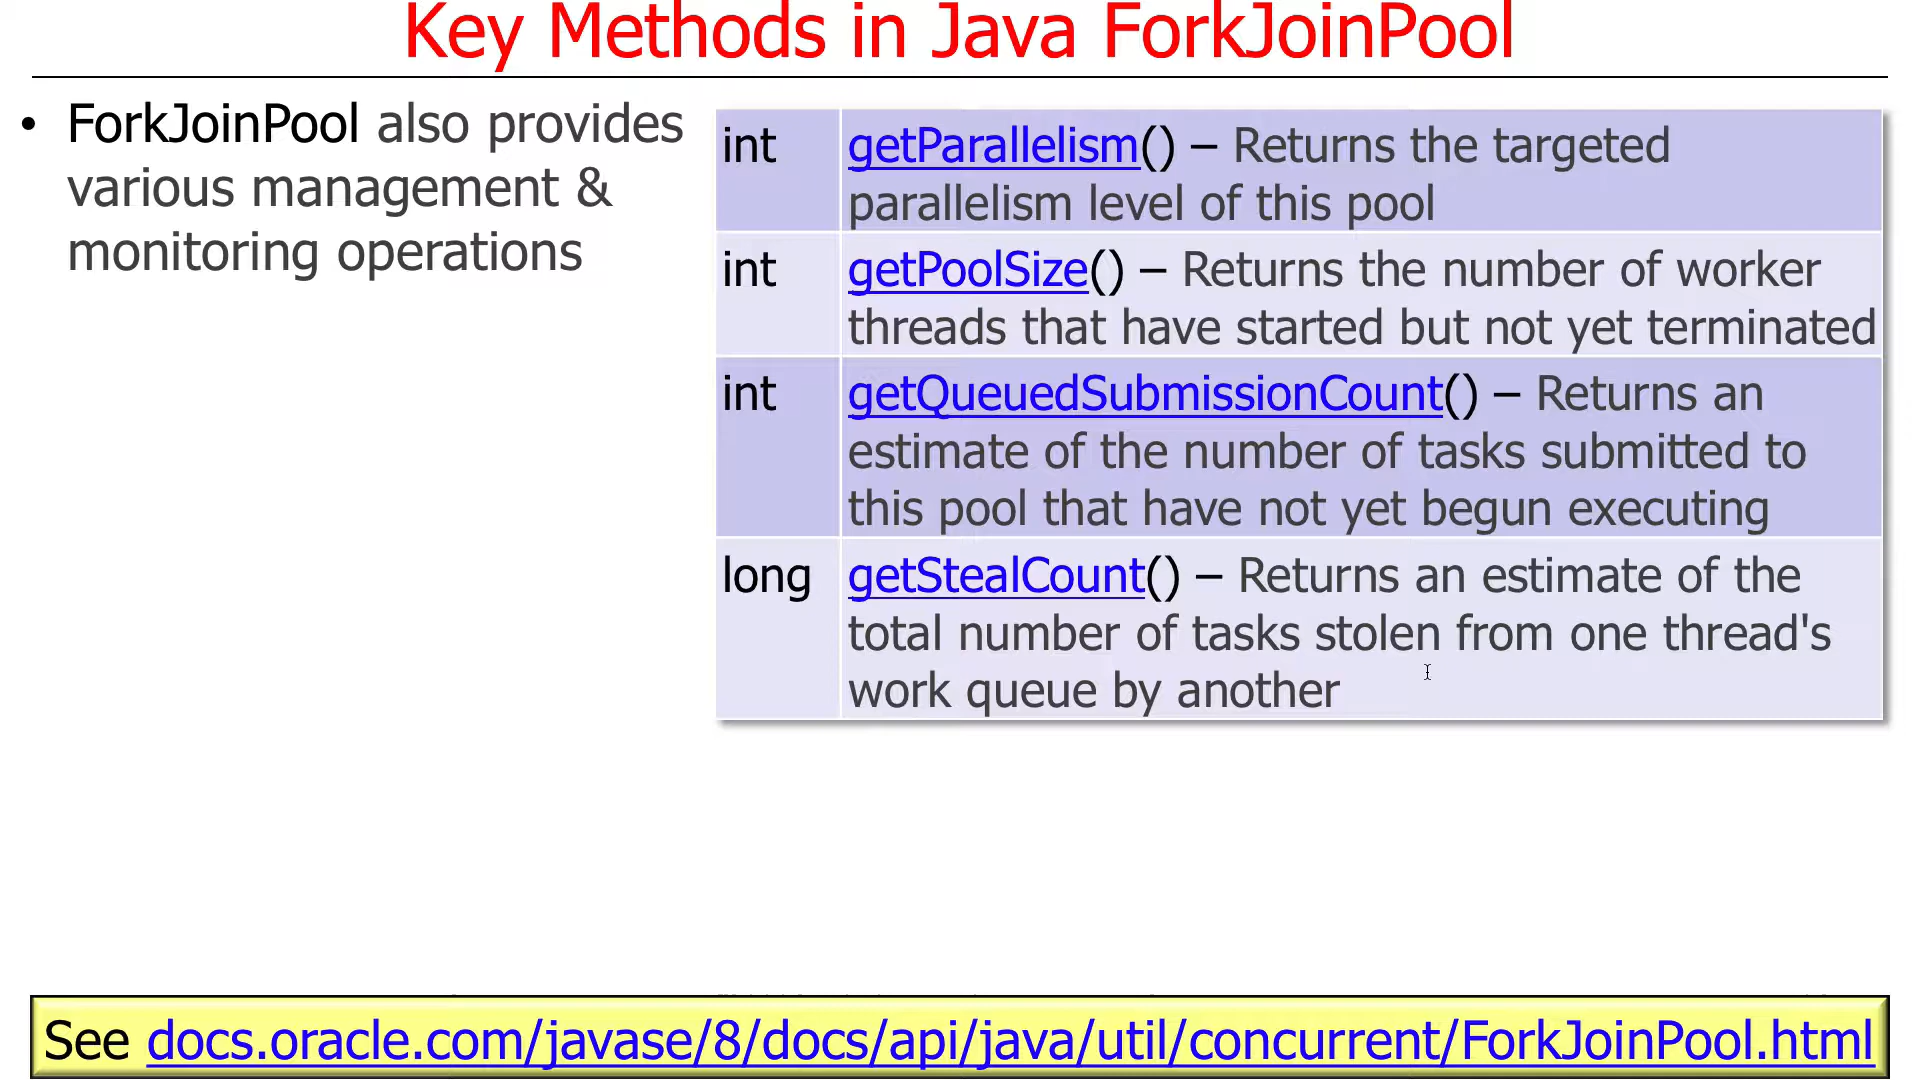 Key Methods in Java ForkJoinPool
• ForkJoinPool also provides
various management &
monitoring operations
int getParallelism() – Returns the targeted
parallelism level of this pool
int getPoolSize() – Returns the number of worker
threads that have started but not yet terminated
int getQueuedSubmissionCount() – Returns an
estimate of the number of tasks submitted to
this pool that have not yet begun executing
long getStealCount() – Returns an estimate of the
total number of tasks stolen from one thread's
work queue by another
See docs.oracle.com/javase/8/docs/api/java/util/concurrent/ForkJoinPool.html